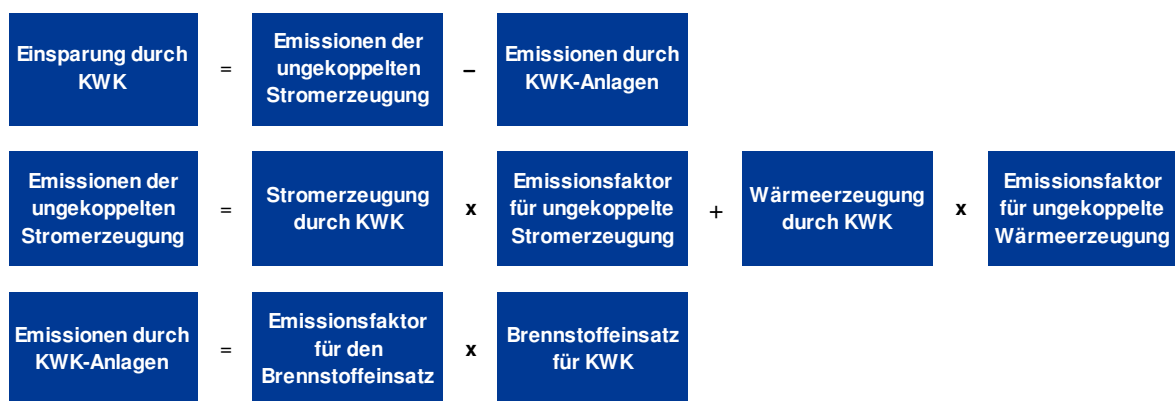 Einsparung durch
KWK
=
Emissionen der
ungekoppelten
Stromerzeugung
–
Emissionen durch
KWK-Anlagen
Emissionen der
ungekoppelten
Stromerzeugung
=
Stromerzeugung
durch KWK
x
Emissionsfaktor
für ungekoppelte
Stromerzeugung
+
Wärmeerzeugung
durch KWK
x
Emissionsfaktor
für ungekoppelte
Wärmeerzeugung
Emissionen durch
KWK-Anlagen
=
Emissionsfaktor
für den
Brennstoffeinsatz
x
Brennstoffeinsatz
für KWK